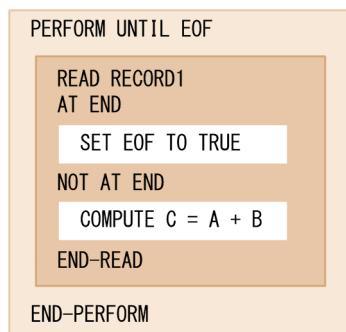 PERFORM UNTIL EOF
READ RECORD1
AT END
SET EOF TO TRUE
NOT AT END
COMPUTE C = A + B
END-READ
END-PERFORM